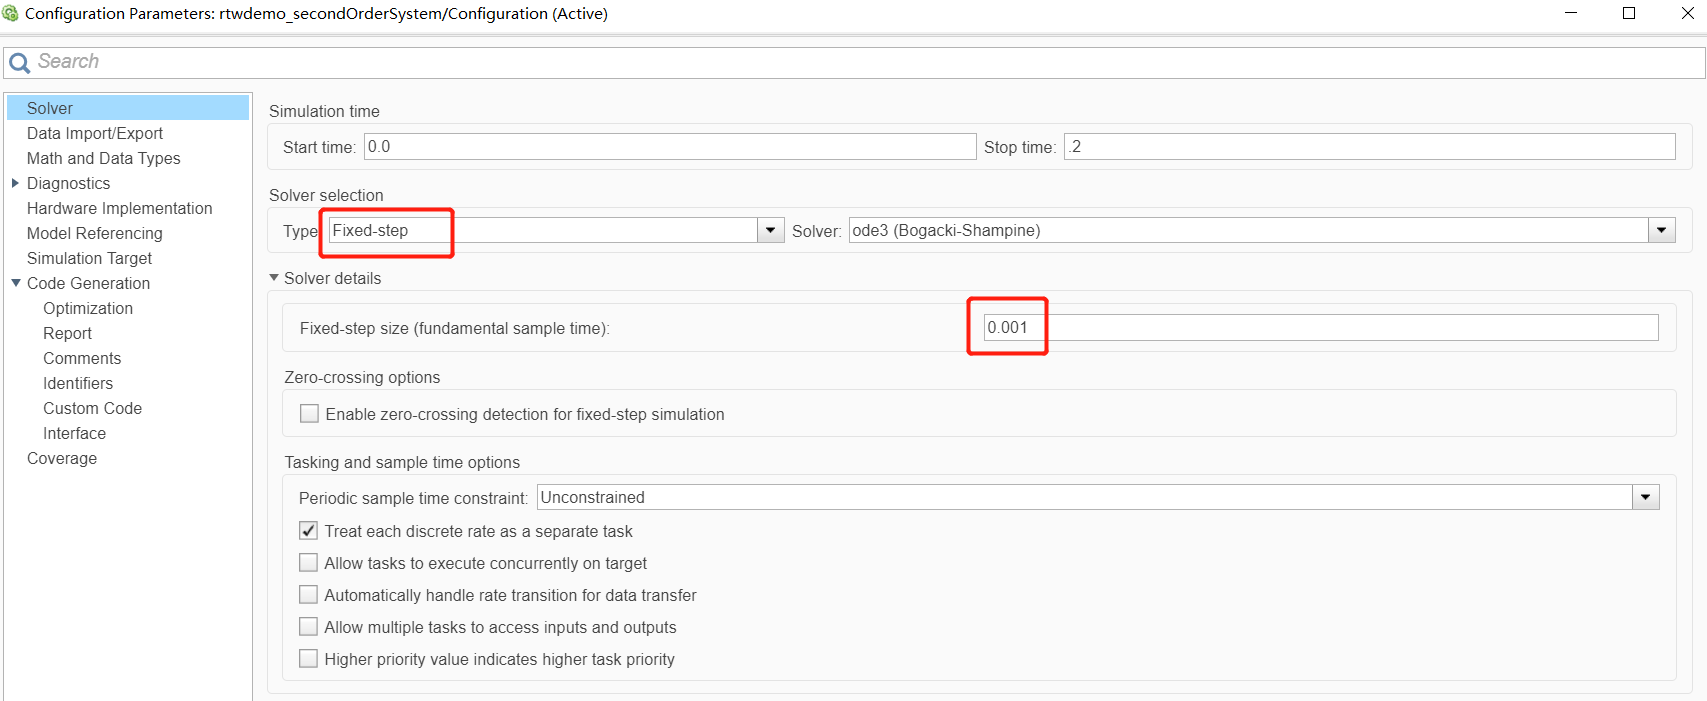 Configuration Parameters: rtwdemo_secondOrderSystem/Configuration (Active)
Search
Solver
Data Import/Export
Math and Data Types
Diagnostics
Hardware Implementation
Model Referencing
Simulation Target
Code Generation
Optimization
Report
Comments
Identifiers
Custom Code
Interface
Coverage
Simulation time
Start time: 0.0 Stop time: .2
Solver selection
Type Fixed-step Solver: ode3 (Bogacki-Shampine)
Solver details
Fixed-step size (fundamental sample time): 0.001
Zero-crossing options
Enable zero-crossing detection for fixed-step simulation
Tasking and sample time options
Periodic sample time constraint: Unconstrained
Treat each discrete rate as a separate task
Allow tasks to execute concurrently on target
Automatically handle rate transition for data transfer
Allow multiple tasks to access inputs and outputs
Higher priority value indicates higher task priority